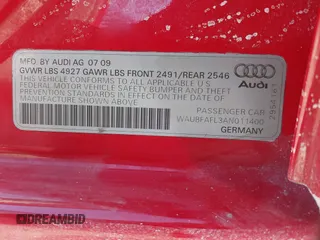 MFD. BY AUDI AG 07 09
GVWR LBS 4927 GAWR LBS FRONT 2491/REAR 2546
THIS VEHICLE CONFORMS TO ALL APPLICABLE U.S.
FEDERAL MOTOR VEHICLE SAFETY, BUMPER, AND THEFT
PREVENTION STANDARDS IN EFFECT ON THE DATE OF
MANUFACTURE SHOWN ABOVE.
Audi
PASSENGER CAR
WAU8FAFL3AN011400
GERMANY
DREAMBID